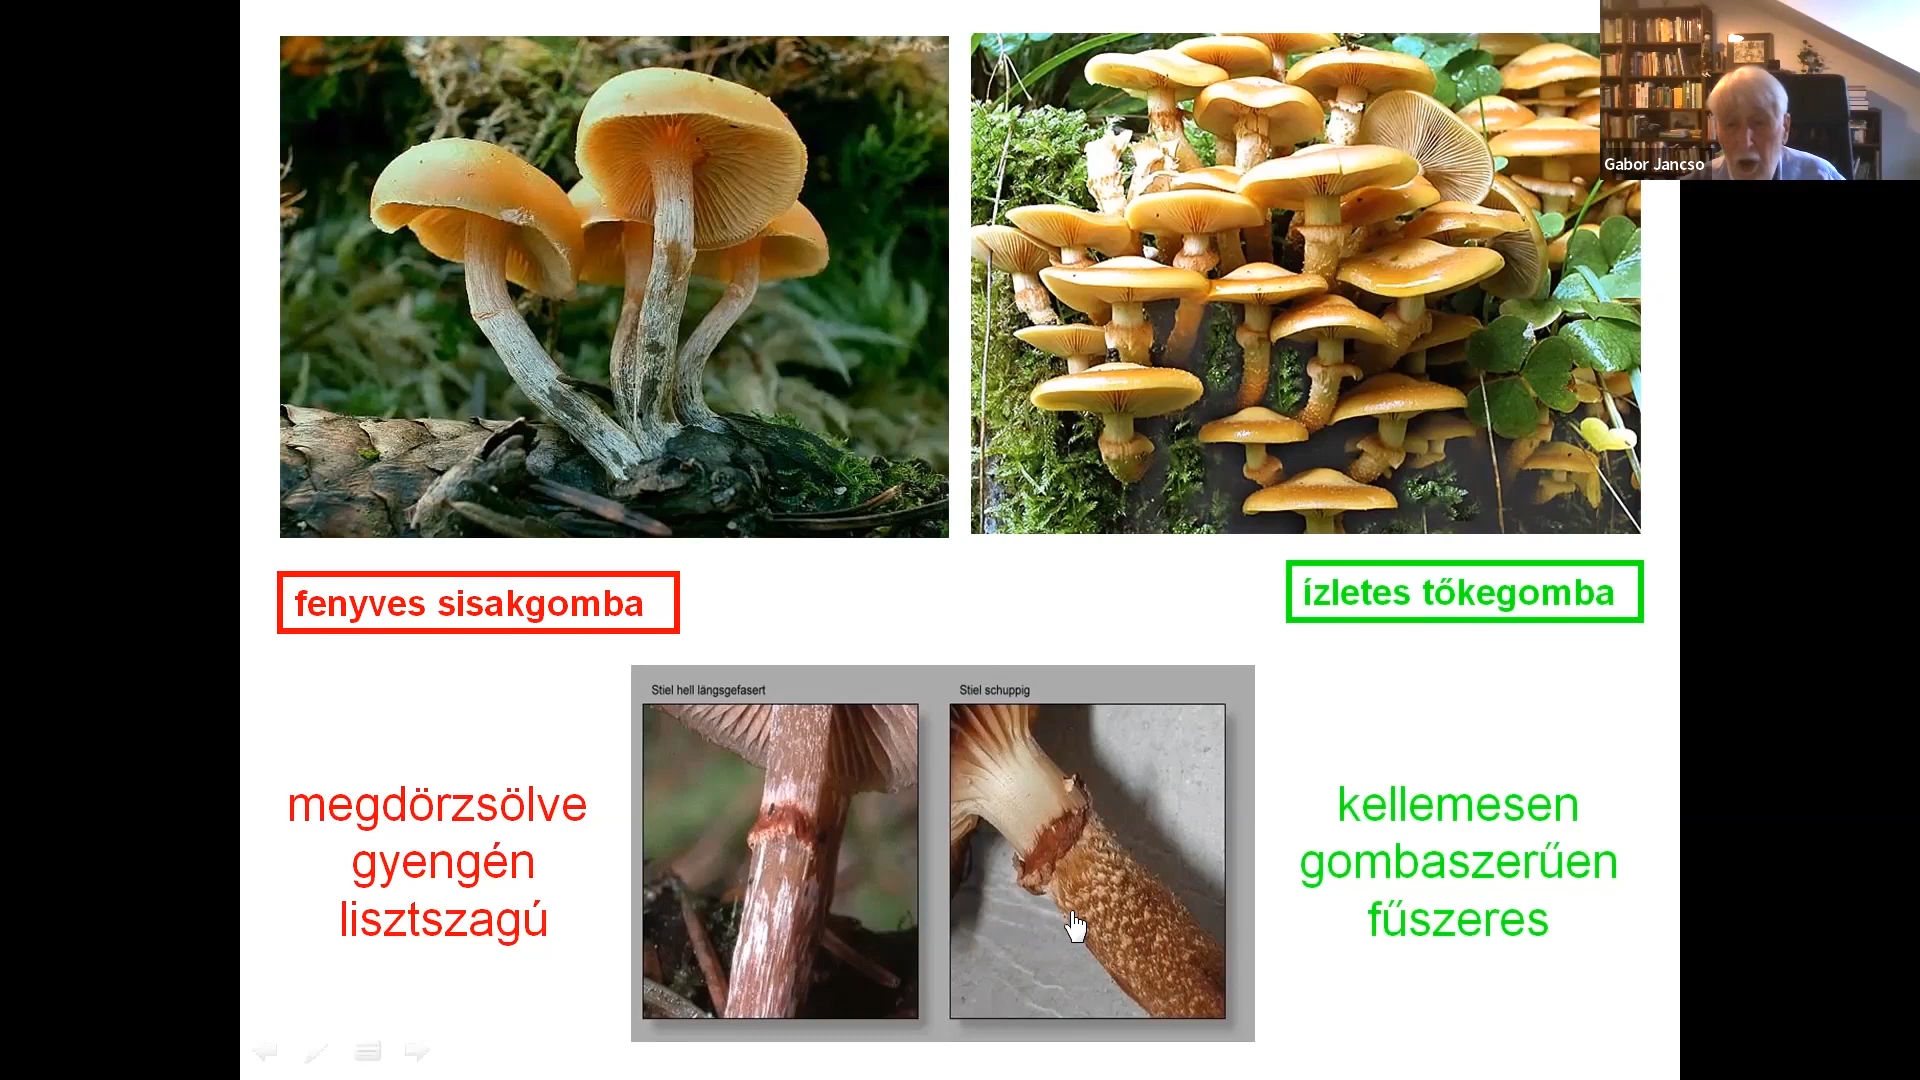 Gabor Jancso
fenyves sisakgomba
ízletes tőkegomba
Stiel hell längsgefasert
Stiel schuppig
megdörzsölve
gyengén
lisztszagú
kellemesen
gombaszerűen
fűszeres